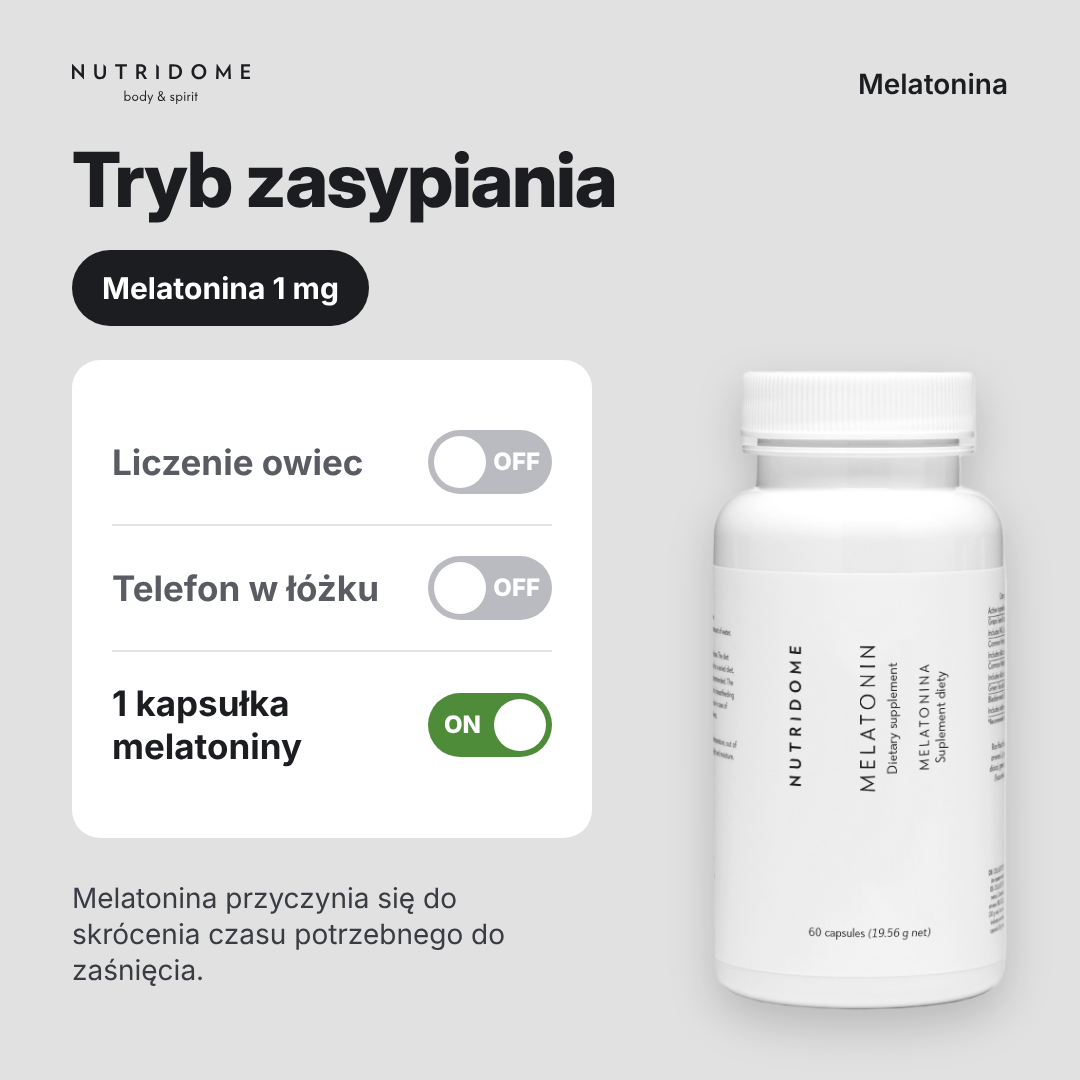 NUTRIDOME
body & spirit
Melatonina
Tryb zasypiania
Melatonina 1 mg
Liczenie owiec
OFF
Telefon w łóżku
OFF
1 kapsułka
melatoniny
ON
Melatonina przyczynia się do
skrócenia czasu potrzebnego do
zaśnięcia.
NUTRIDOME
MELATONIN
Dietary supplement
MELATONINA
Suplement diety
60 capsules (19.56 g net)